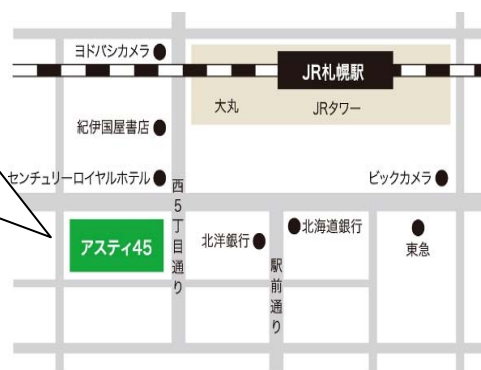 ヨドバシカメラ
JR札幌駅
大丸
JRタワー
紀伊国屋書店
センチュリーロイヤルホテル
ビックカメラ
西5丁目通り
アスティ45
北洋銀行
北海道銀行
東急
駅前通り